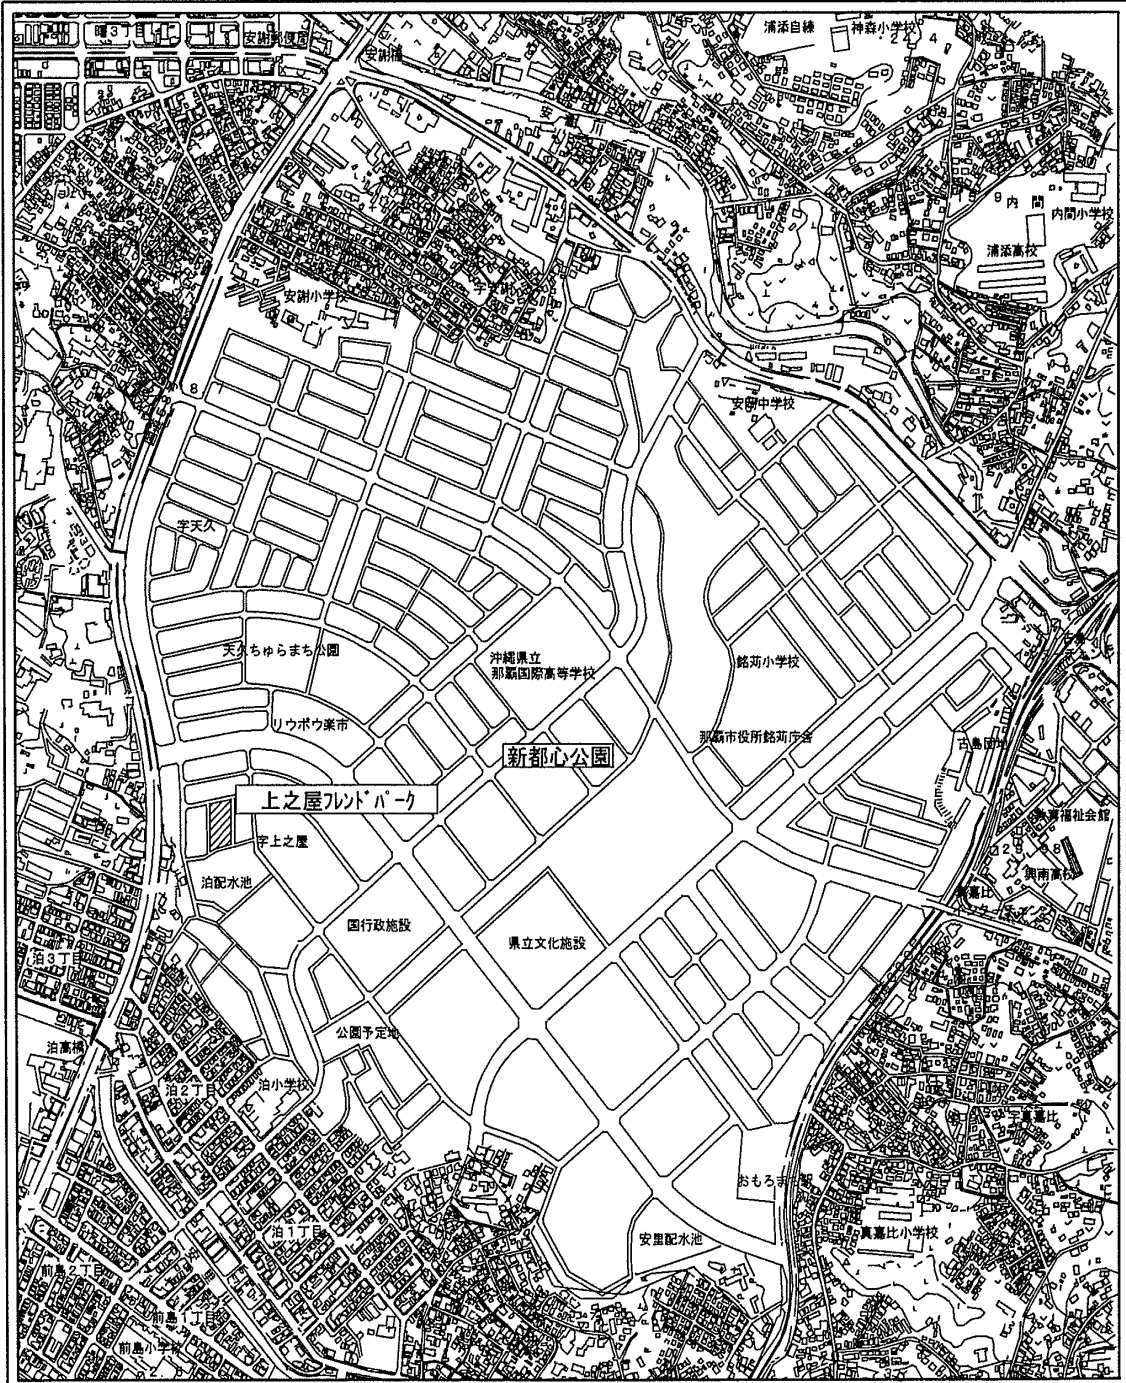 曙3丁目
安謝郵便局
安謝橋
浦添自練
神森小学校
安謝川
9内間
内間小学校
浦添高校
安謝小学校
字安謝
8
安岡中学校
字天久
天久ちゅらまち公園
沖縄県立
那覇国際高等学校
銘苅小学校
リウボウ楽市
那覇市役所銘苅庁舎
新都心公園
古島団地
上之屋フレンドパーク
字上之屋
興南高校
泊配水池
国行政施設
県立文化施設
泊3丁目
公園予定地
泊高橋
泊2丁目
泊小学校
字真嘉比
おもろまち駅
泊1丁目
安里配水池
真嘉比小学校
前島2丁目
前島1丁目
前島小学校